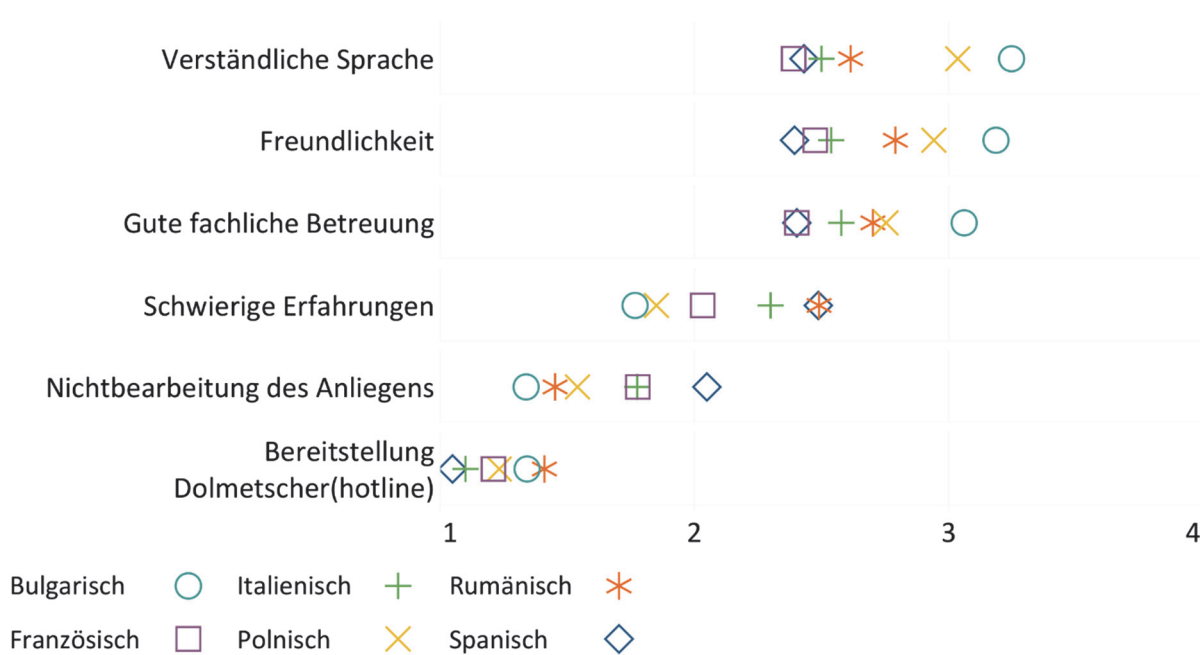 Verständliche Sprache
Freundlichkeit
Gute fachliche Betreuung
Schwierige Erfahrungen
Nichtbearbeitung des Anliegens
Bereitstellung
Dolmetscher(hotline)
1 2 3 4
Bulgarisch Italienisch Rumänisch
Französisch Polnisch Spanisch